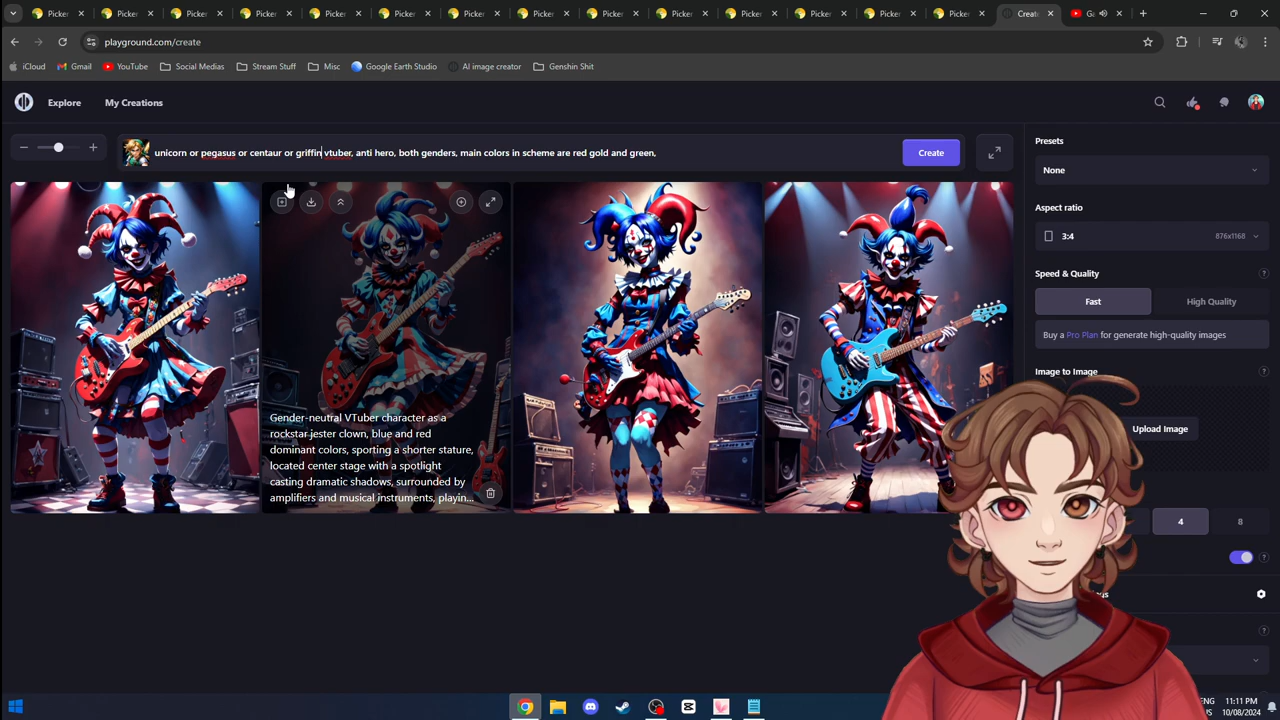 Picker
Picker
Picker
Picker
Picker
Picker
Picker
Picker
Picker
Picker
Picker
Picker
Picker
Picker
Creat
Ga
playground.com/create
iCloud
Gmail
YouTube
Social Medias
Stream Stuff
Misc
Google Earth Studio
AI image creator
Genshin Shit
Explore
My Creations
unicorn or pegasus or centaur or griffin vtuber, anti hero, both genders, main colors in scheme are red gold and green,
Create
Presets
None
Aspect ratio
3:4
876x1168
Speed & Quality
Fast
High Quality
Buy a Pro Plan for generate high-quality images
Image to Image
Upload Image
Gender-neutral VTuber character as a
rockstar jester clown, blue and red
dominant colors, sporting a shorter stature,
located center stage with a spotlight
casting dramatic shadows, surrounded by
amplifiers and musical instruments, playin...
4
8
ENG
11:11 PM
10/08/2024